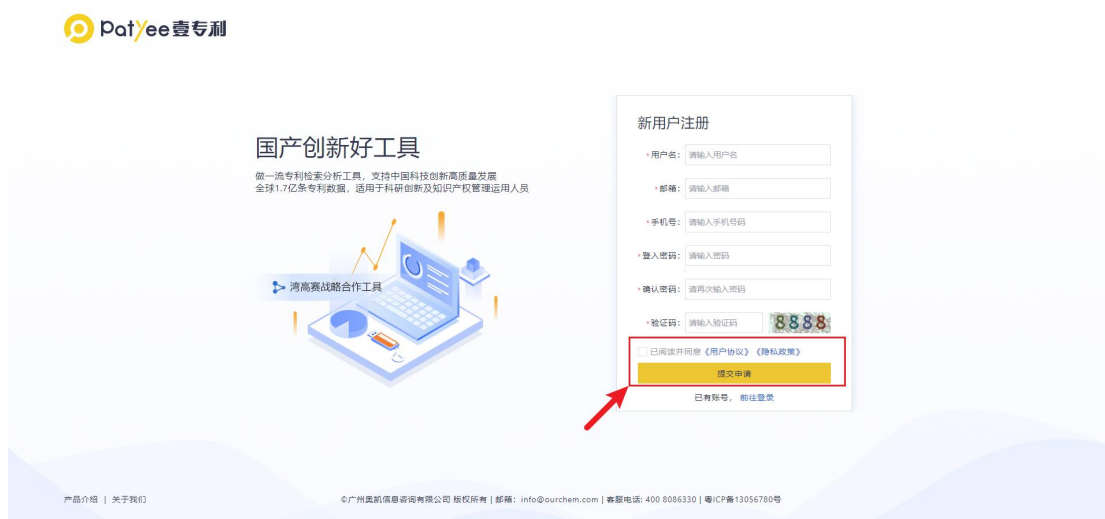 Patyee壹专利
国产创新好工具
做一流专利检索分析工具，支持中国科技创新高质量发展
全球1.7亿条专利数据，适用于科研创新及知识产权管理运用人员
湾高赛战略合作工具
新用户注册
*用户名： 请输入用户名
*邮箱： 请输入邮箱
*手机号： 请输入手机号码
*登入密码： 请输入密码
*确认密码： 请再次输入密码
*验证码： 请输入验证码 8888
已阅读并同意《用户协议》《隐私政策》
提交申请
已有账号， 前往登录
产品介绍 | 关于我们
©广州奥凯信息咨询有限公司 版权所有 | 邮箱：info@ourchem.com | 客服电话: 400 8086330 | 粤ICP备13056780号